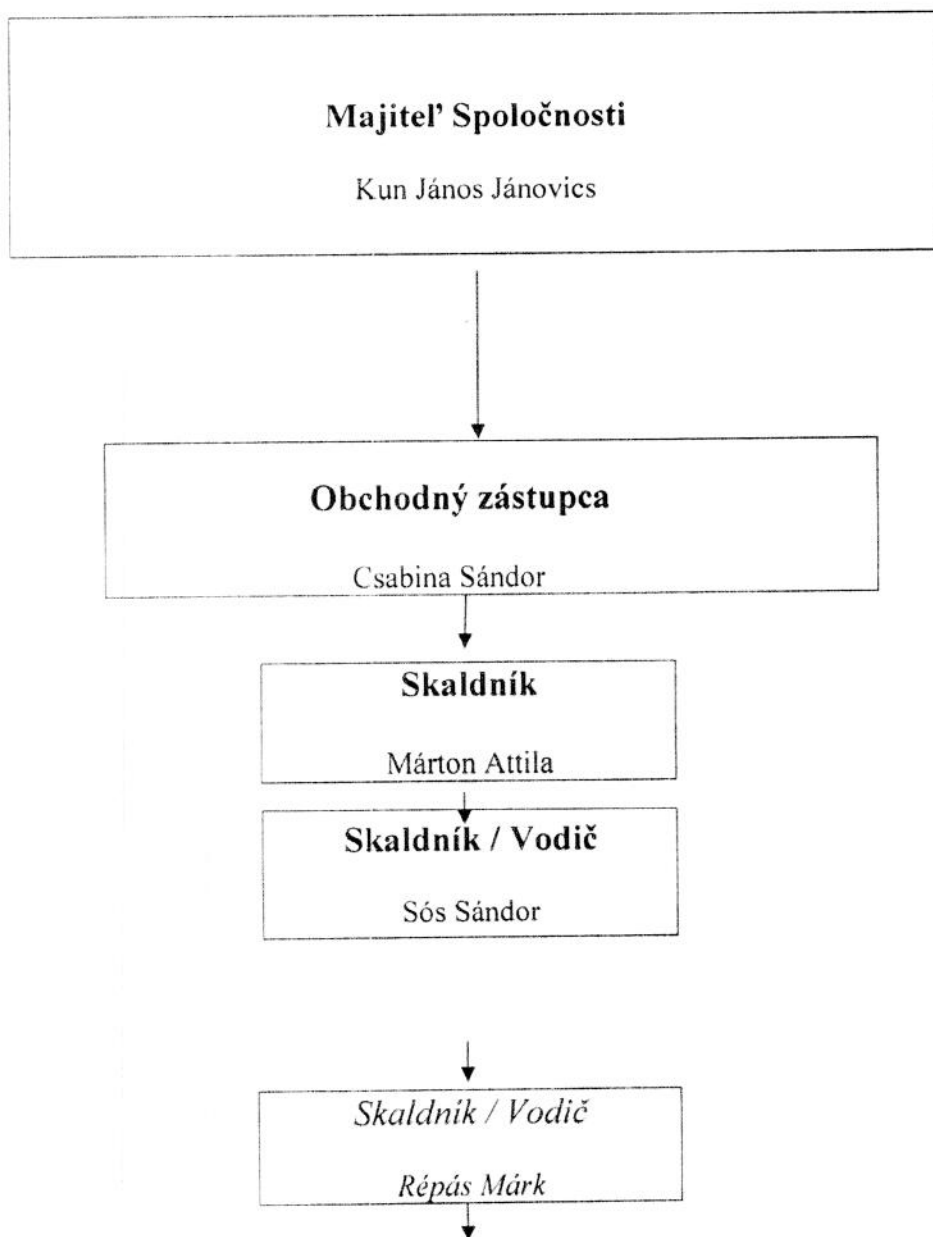 Majiteľ Spoločnosti
Kun János Jánovics
Obchodný zástupca
Csabina Sándor
Skaldník
Márton Attila
Skaldník / Vodič
Sós Sándor
Skaldník / Vodič
Répás Márk